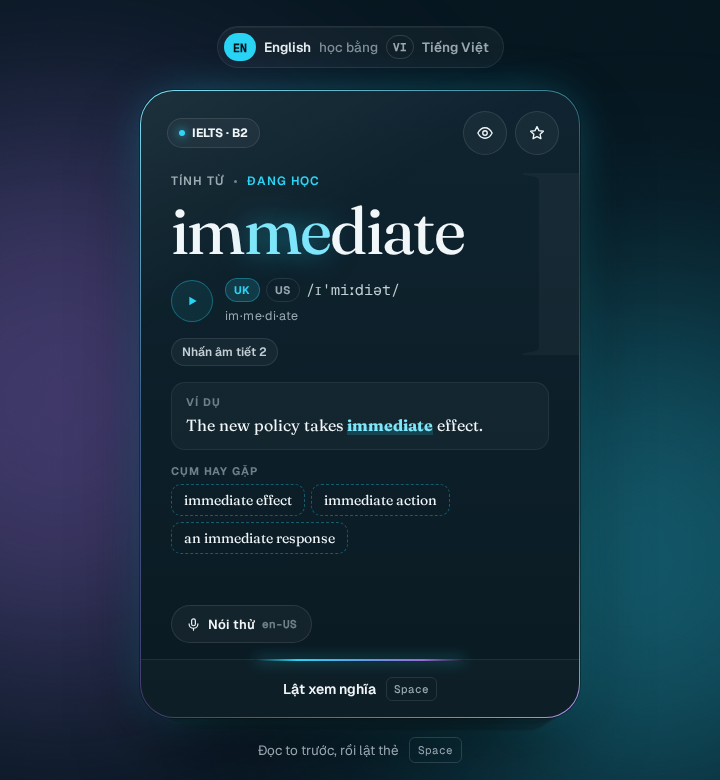 EN English học bằng VI Tiếng Việt
IELTS · B2
TÍNH TỪ • ĐANG HỌC
immediate
UK US /ɪˈmiːdiət/
im·me·di·ate
Nhấn âm tiết 2
VÍ DỤ
The new policy takes immediate effect.
CỤM HAY GẶP
immediate effect immediate action
an immediate response
Nói thử en-US
Lật xem nghĩa Space
Đọc to trước, rồi lật thẻ Space